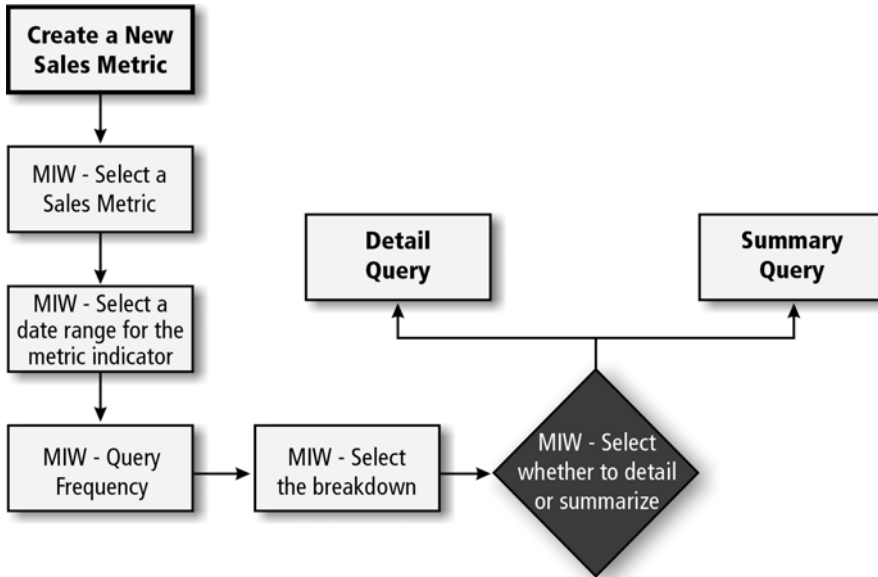 Create a New
Sales Metric
MIW - Select a
Sales Metric
MIW - Select a
date range for the
metric indicator
MIW - Query
Frequency
MIW - Select
the breakdown
MIW - Select
whether to detail
or summarize
Detail
Query
Summary
Query